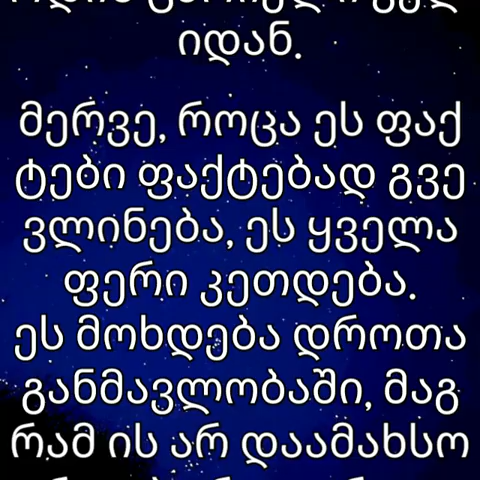 იდან.
მერვე, როცა ეს ფაქ
ტები ფაქტებად გვე
ვლინება, ეს ყველა
ფერი კეთდება.
ეს მოხდება დროთა
განმავლობაში, მაგ
რამ ის არ დაამახსო